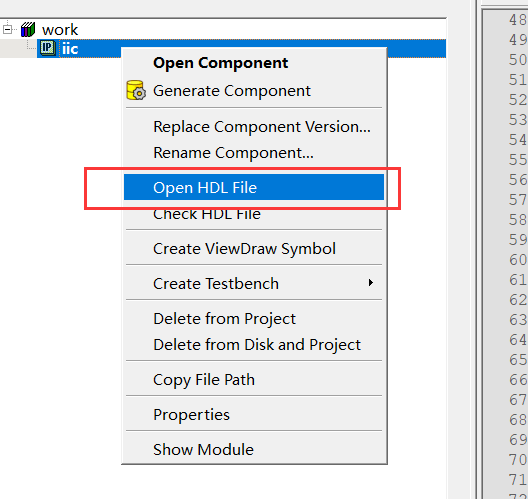 work
IP iic
Open Component
Generate Component
Replace Component Version...
Rename Component...
Open HDL File
Check HDL File
Create ViewDraw Symbol
Create Testbench
Delete from Project
Delete from Disk and Project
Copy File Path
Properties
Show Module
48
49
50
51
52
53
54
55
56
57
58
59
60
61
62
63
64
65
66
67
68
69
70
71